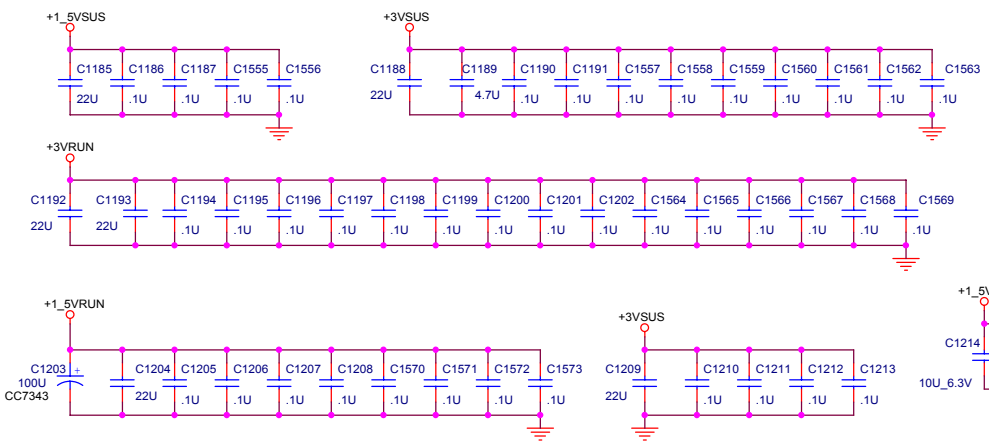 +1_5VSUS
C1185 C1186 C1187 C1555 C1556
22U .1U .1U .1U .1U
+3VSUS
C1188 C1189 C1190 C1191 C1557 C1558 C1559 C1560 C1561 C1562 C1563
22U 4.7U .1U .1U .1U .1U .1U .1U .1U .1U .1U
+3VRUN
C1192 C1193 C1194 C1195 C1196 C1197 C1198 C1199 C1200 C1201 C1202 C1564 C1565 C1566 C1567 C1568 C1569
22U 22U .1U .1U .1U .1U .1U .1U .1U .1U .1U .1U .1U .1U .1U .1U .1U
+1_5VRUN
C1203 + C1204 C1205 C1206 C1207 C1208 C1570 C1571 C1572 C1573
100U 22U .1U .1U .1U .1U .1U .1U .1U .1U
CC7343
+3VSUS
C1209 C1210 C1211 C1212 C1213
22U .1U .1U .1U .1U
+1_5V
C1214
10U_6.3V